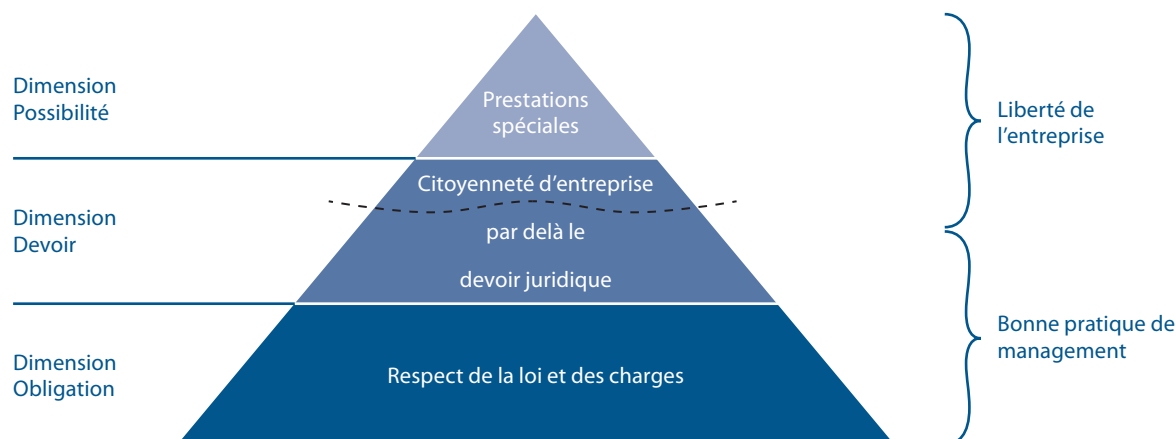 Dimension
Possibilité
Prestations
spéciales
Liberté de
l’entreprise
Citoyenneté d’entreprise
Dimension
Devoir
par delà le
devoir juridique
Bonne pratique de
management
Dimension
Obligation
Respect de la loi et des charges